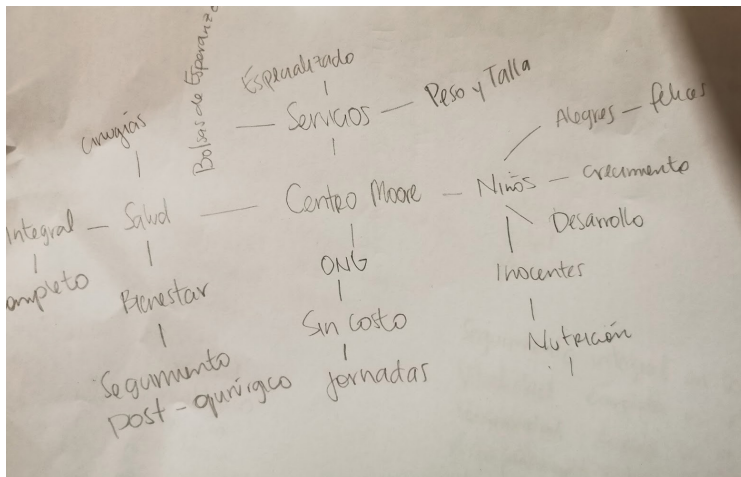 Bolsas de Esperanza
Especializado
Cirugías
Servicios
Peso y Talla
Alegres
felices
Integral
Salud
Centro Moore
Niños
Crecimiento
Desarrollo
ompleto
Bienestar
ONG
Inocentes
Sin costo
Nutrición
Seguimiento
post-quirúrgico
Jornadas